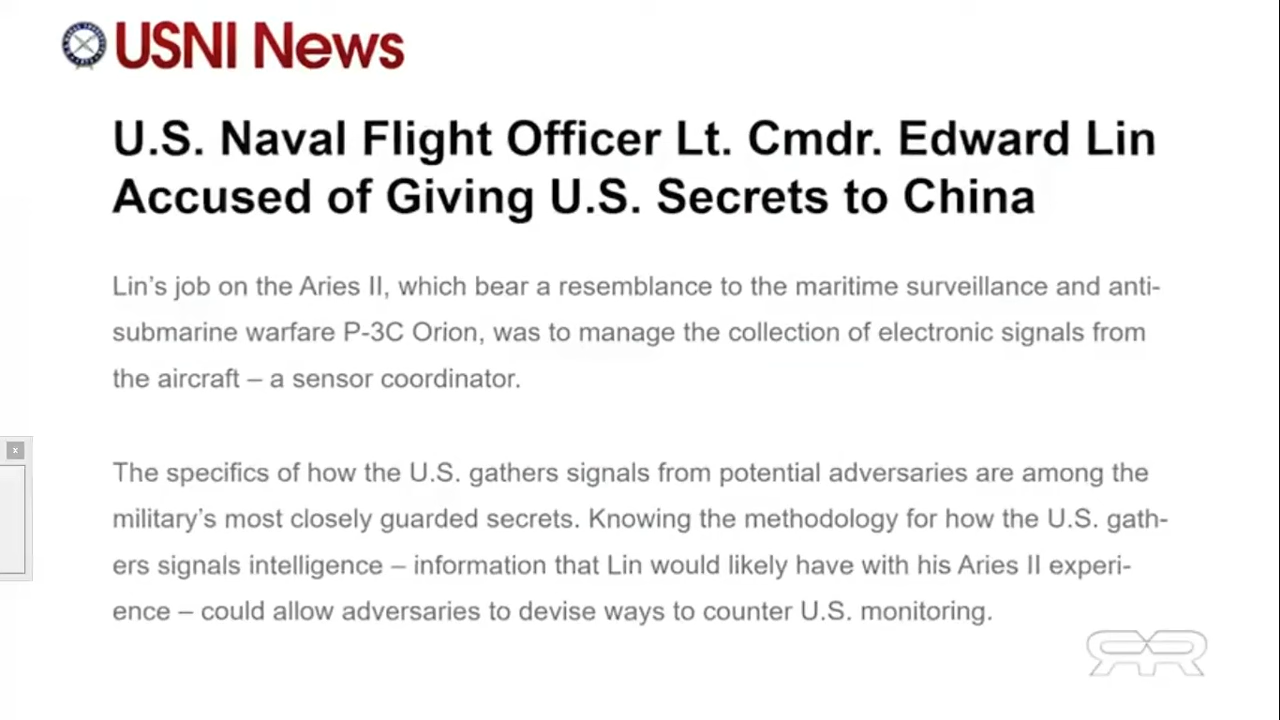 USNI News
U.S. Naval Flight Officer Lt. Cmdr. Edward Lin
Accused of Giving U.S. Secrets to China
Lin’s job on the Aries II, which bear a resemblance to the maritime surveillance and anti-
submarine warfare P-3C Orion, was to manage the collection of electronic signals from
the aircraft – a sensor coordinator.
The specifics of how the U.S. gathers signals from potential adversaries are among the
military’s most closely guarded secrets. Knowing the methodology for how the U.S. gath-
ers signals intelligence – information that Lin would likely have with his Aries II experi-
ence – could allow adversaries to devise ways to counter U.S. monitoring.